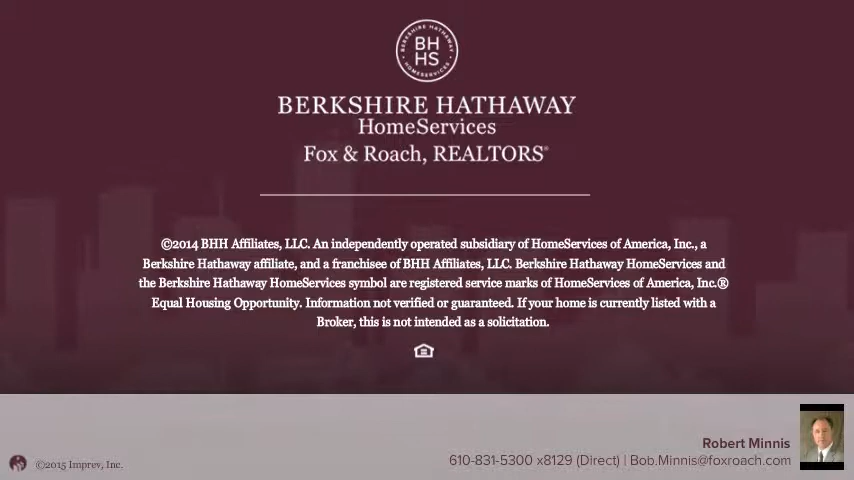 BERKSHIRE HATHAWAY
BH
HS
HOMESERVICES
BERKSHIRE HATHAWAY
HomeServices
Fox & Roach, REALTORS®
©2014 BHH Affiliates, LLC. An independently operated subsidiary of HomeServices of America, Inc., a
Berkshire Hathaway affiliate, and a franchisee of BHH Affiliates, LLC. Berkshire Hathaway HomeServices and
the Berkshire Hathaway HomeServices symbol are registered service marks of HomeServices of America, Inc.®
Equal Housing Opportunity. Information not verified or guaranteed. If your home is currently listed with a
Broker, this is not intended as a solicitation.
Robert Minnis
610-831-5300 x8129 (Direct) | Bob.Minnis@foxroach.com
©2015 Imprev, Inc.